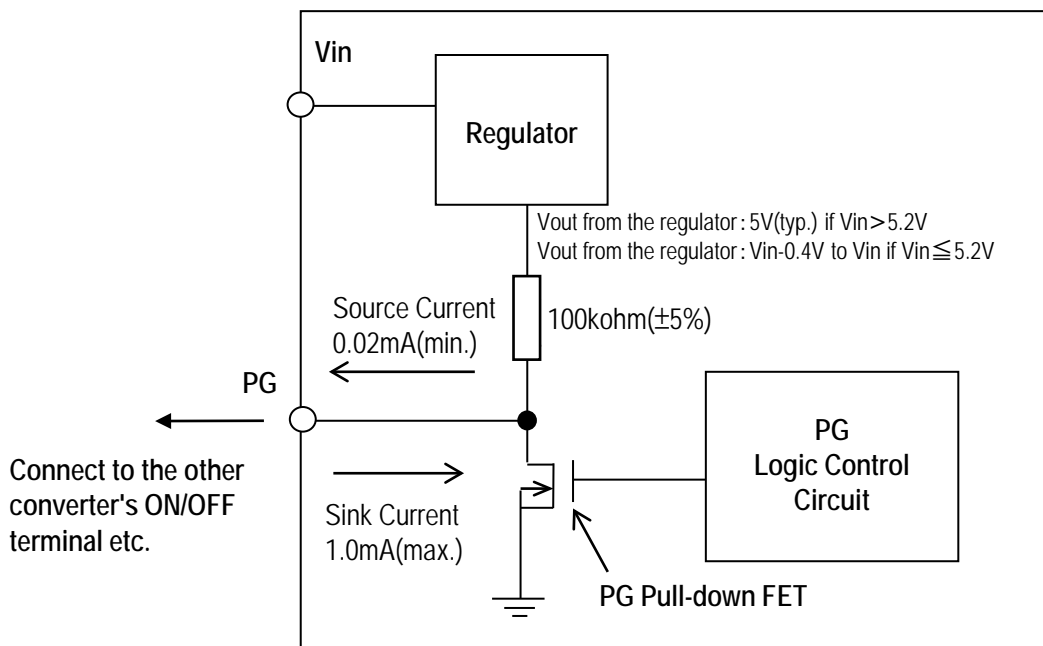 Vin
Regulator
Vout from the regulator : 5V(typ.) if Vin>5.2V
Vout from the regulator : Vin-0.4V to Vin if Vin≦5.2V
Source Current
0.02mA(min.)
100kohm(±5%)
PG
Connect to the other
converter's ON/OFF
terminal etc.
Sink Current
1.0mA(max.)
PG
Logic Control
Circuit
PG Pull-down FET